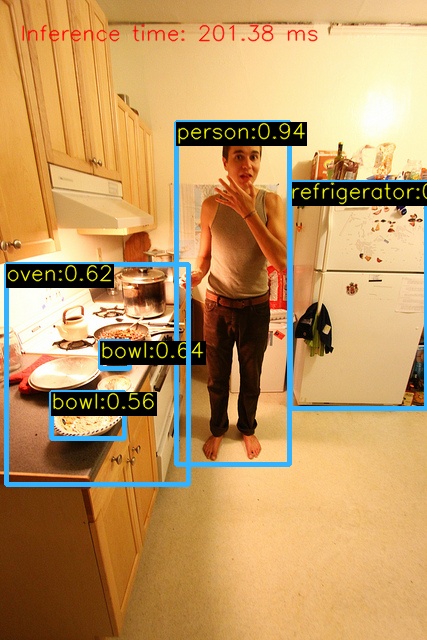 Inference time: 201.38 ms
person:0.94
refrigerator:0
oven:0.62
bowl:0.64
bowl:0.56